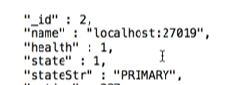 "_id" : 2,
"name" : "localhost:27019",
"health" : 1,
"state" : 1,
"stateStr" : "PRIMARY",